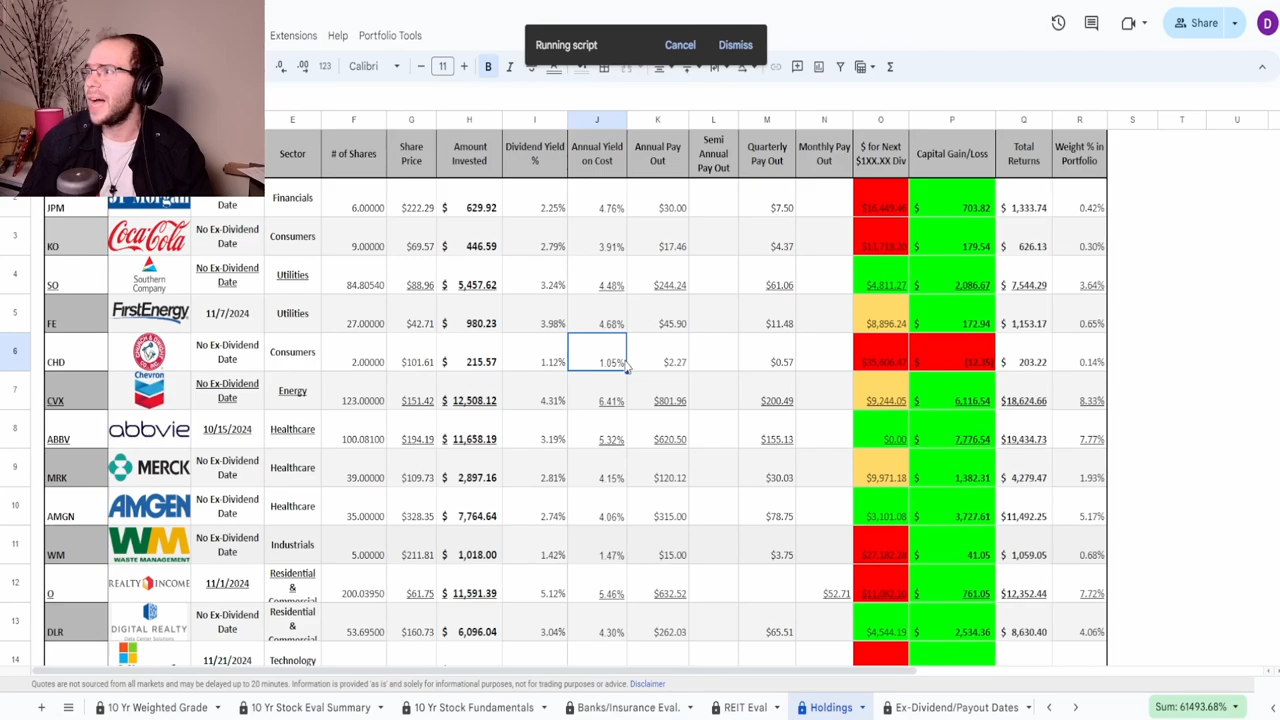 Extensions Help Portfolio Tools
Running script Cancel Dismiss
Share D
123 Calibri 11 B
E F G H I J K L M N O P Q R S T U
Sector # of Shares Share Price Amount Invested Dividend Yield % Annual Yield on Cost Annual Pay Out Semi Annual Pay Out Quarterly Pay Out Monthly Pay Out $ for Next $1XX.XX Div Capital Gain/Loss Total Returns Weight % in Portfolio
2 JPM Date Financials 6.00000 $222.29 $ 629.92 2.25% 4.76% $30.00 $7.50 $ 703.82 $ 1,333.74 0.42%
3 KO Coca-Cola No Ex-Dividend Date Consumers 9.00000 $69.57 $ 446.59 2.79% 3.91% $17.46 $4.37 $13,718.20 $ 179.54 $ 626.13 0.30%
4 SO Southern Company No Ex-Dividend Date Utilities 84.80540 $88.96 $ 5,457.62 3.24% 4.48% $244.24 $61.06 $4,811.27 $ 2,086.67 $ 7,544.29 3.64%
5 FE FirstEnergy 11/7/2024 Utilities 27.00000 $42.71 $ 980.23 3.98% 4.68% $45.90 $11.48 $8,896.24 $ 172.94 $ 1,153.17 0.65%
6 CHD CHURCH & DWIGHT CO., INC. No Ex-Dividend Date Consumers 2.00000 $101.61 $ 215.57 1.12% 1.05% $2.27 $0.57 $ (12.35) $ 203.22 0.14%
7 CVX Chevron No Ex-Dividend Date Energy 123.00000 $151.42 $ 12,508.12 4.31% 6.41% $801.96 $200.49 $9,244.05 $ 6,116.54 $18,624.66 8.33%
8 ABBV abbvie 10/15/2024 Healthcare 100.08100 $194.19 $ 11,658.19 3.19% 5.32% $620.50 $155.13 $0.00 $ 7,776.54 $19,434.73 7.77%
9 MRK MERCK No Ex-Dividend Date Healthcare 39.00000 $109.73 $ 2,897.16 2.81% 4.15% $120.12 $30.03 $9,971.18 $ 1,382.31 $ 4,279.47 1.93%
10 AMGN AMGEN No Ex-Dividend Date Healthcare 35.00000 $328.35 $ 7,764.64 2.74% 4.06% $315.00 $78.75 $3,101.08 $ 3,727.61 $11,492.25 5.17%
11 WM WM WASTE MANAGEMENT No Ex-Dividend Date Industrials 5.00000 $211.81 $ 1,018.00 1.42% 1.47% $15.00 $3.75 $ 41.05 $ 1,059.05 0.68%
12 O REALTY INCOME 11/1/2024 Residential & 200.03950 $61.75 $ 11,591.39 5.12% 5.46% $632.52 $52.71 $ 761.05 $ 12,352.44 7.72%
13 DLR DIGITAL REALTY No Ex-Dividend Date Residential & 53.69500 $160.73 $ 6,096.04 3.04% 4.30% $262.03 $65.51 $4,544.19 $ 2,534.36 $ 8,630.40 4.06%
14 11/21/2024 Technology
Quotes are not sourced from all markets and may be delayed up to 20 minutes. Information is provided 'as is' and solely for informational purposes, not for trading purposes or advice. Disclaimer
10 Yr Weighted Grade 10 Yr Stock Eval Summary 10 Yr Stock Fundamentals Banks/Insurance Eval. REIT Eval Holdings Ex-Dividend/Payout Dates Sum: 61493.68%